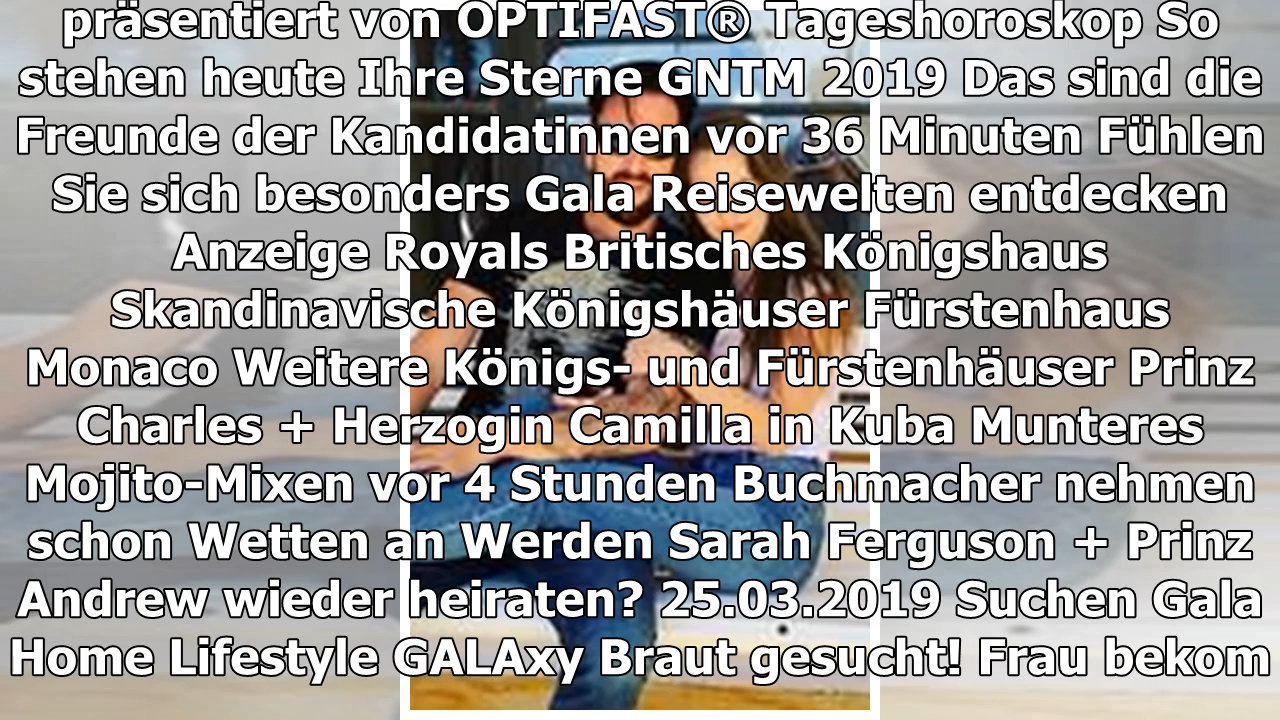 präsentiert von OPTIFAST® Tageshoroskop So
stehen heute Ihre Sterne GNTM 2019 Das sind die
Freunde der Kandidatinnen vor 36 Minuten Fühlen
Sie sich besonders Gala Reisewelten entdecken
Anzeige Royals Britisches Königshaus
Skandinavische Königshäuser Fürstenhaus
Monaco Weitere Königs- und Fürstenhäuser Prinz
Charles + Herzogin Camilla in Kuba Munteres
Mojito-Mixen vor 4 Stunden Buchmacher nehmen
schon Wetten an Werden Sarah Ferguson + Prinz
Andrew wieder heiraten? 25.03.2019 Suchen Gala
Home Lifestyle GALAxy Braut gesucht! Frau bekom